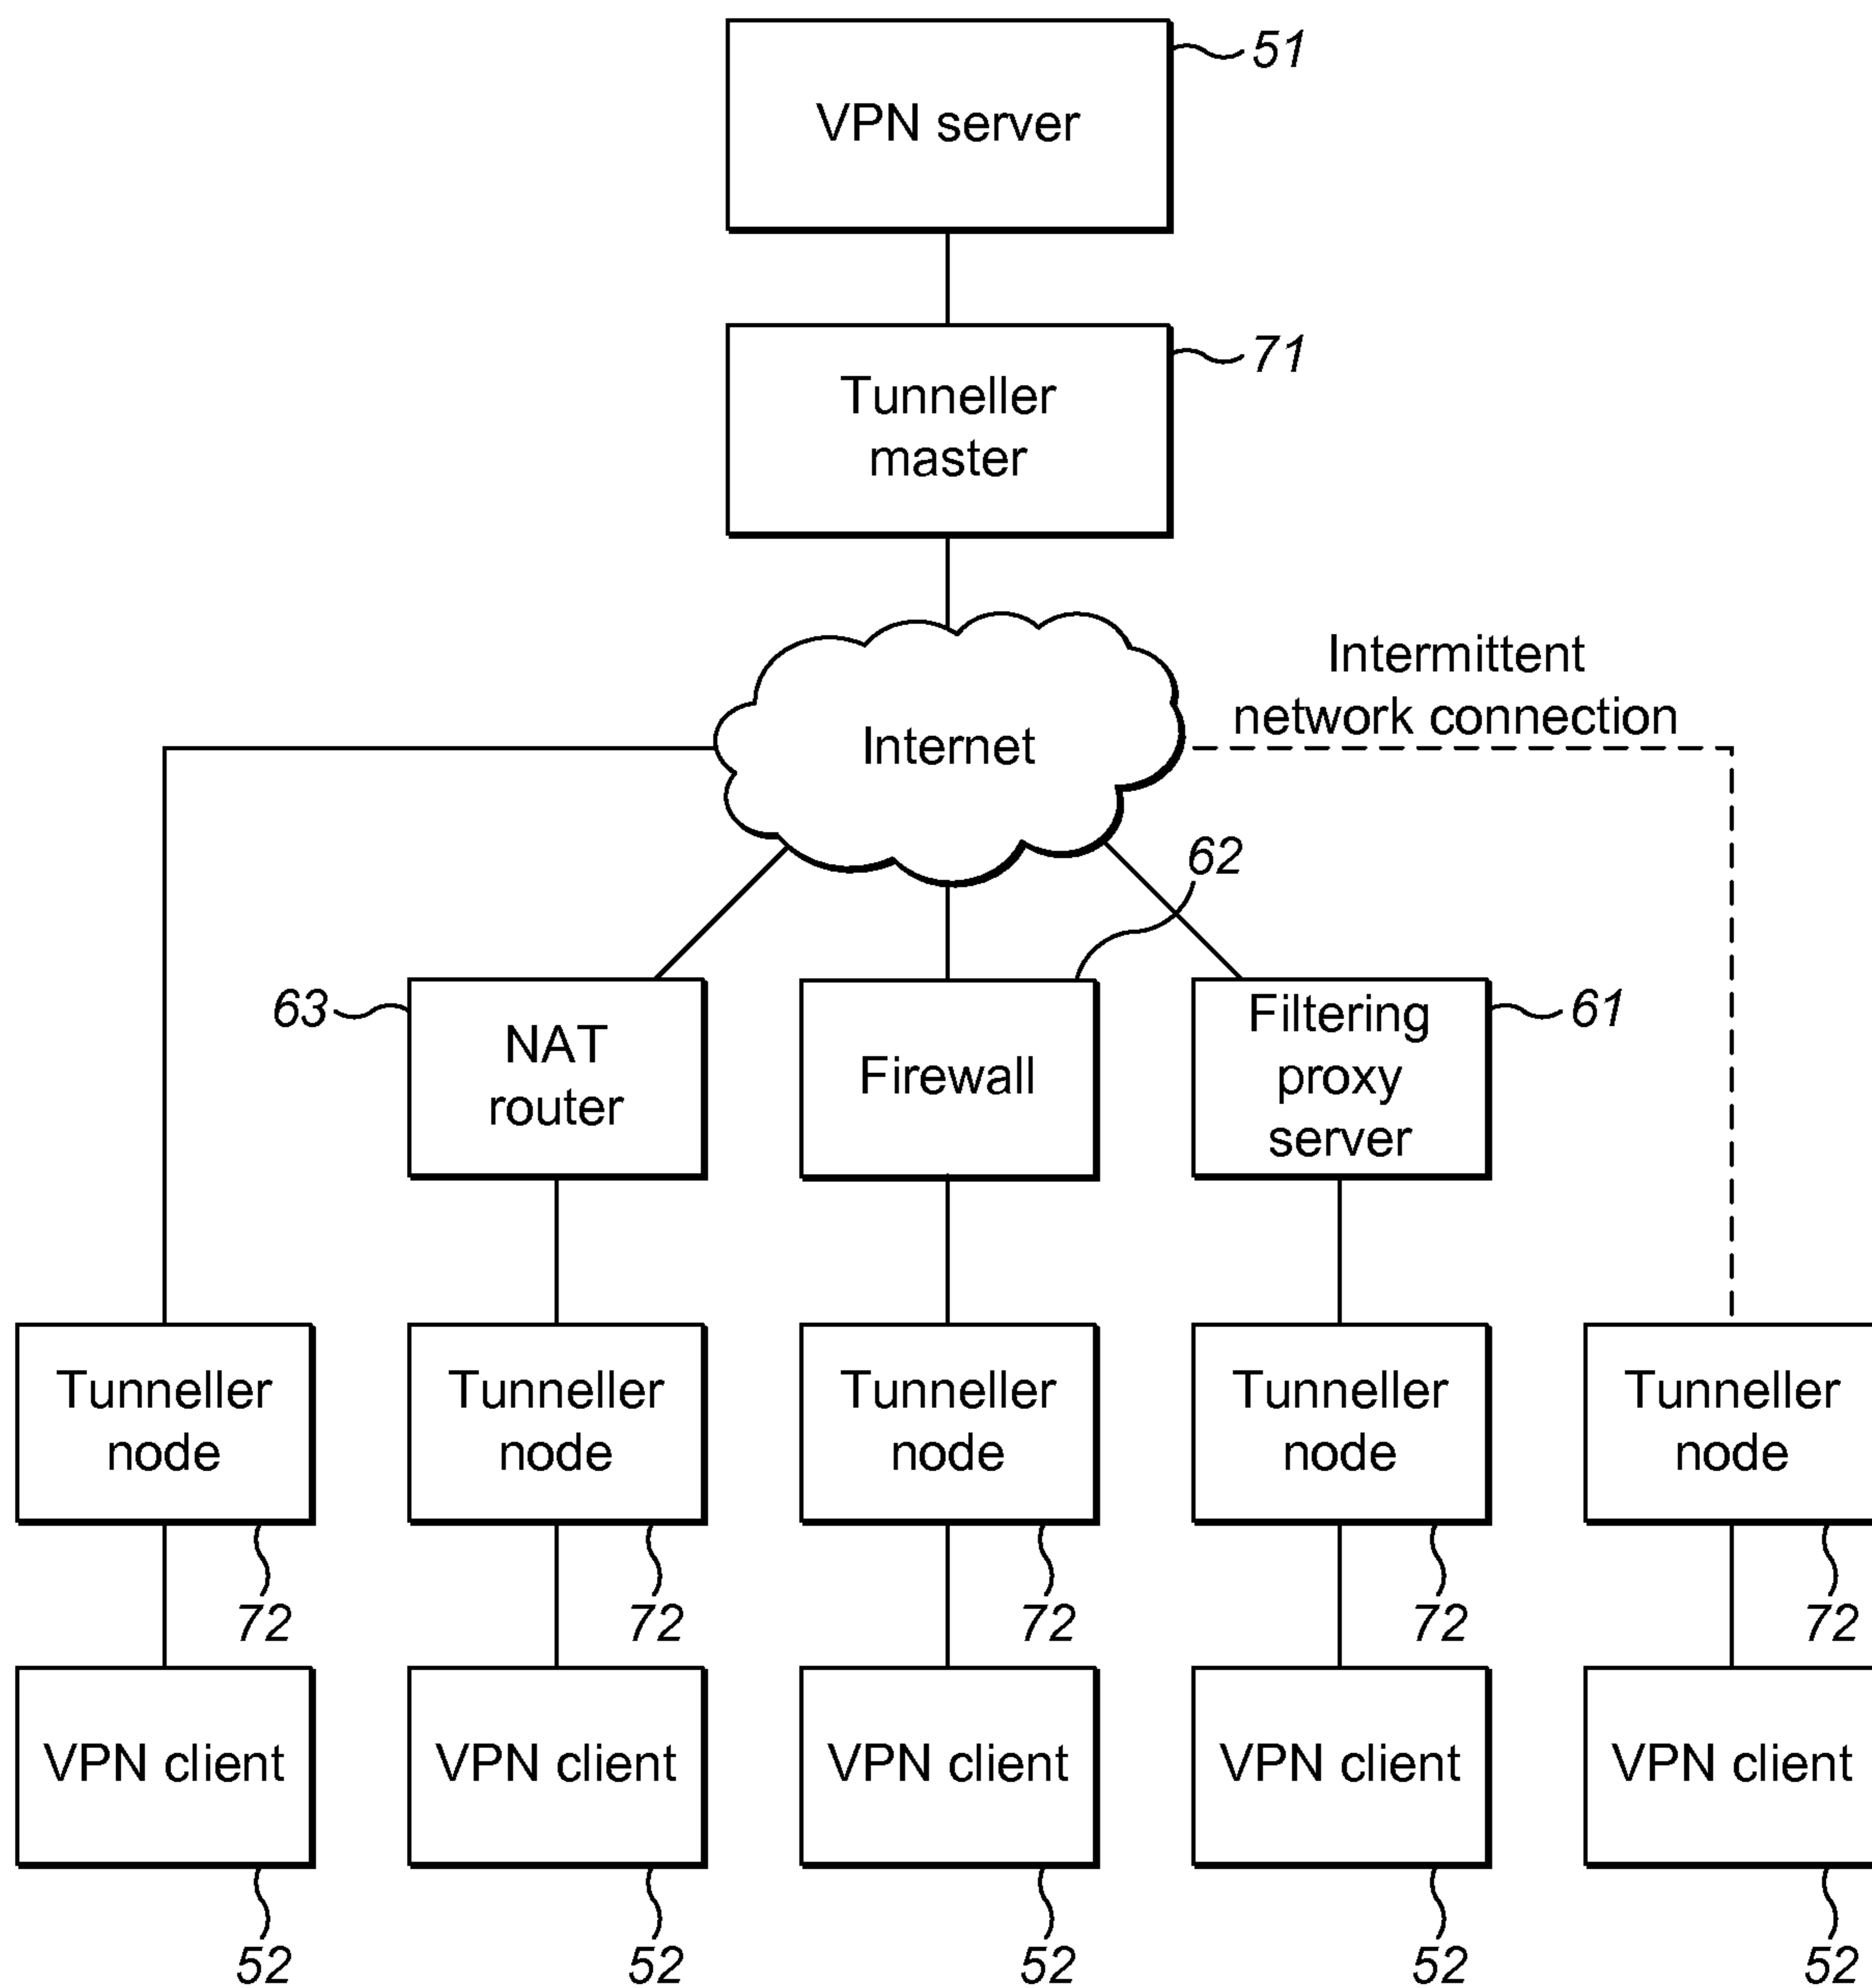 VPN server
51
Tunneller
master
71
Internet
Intermittent
network connection
62
63
NAT
router
Firewall
Filtering
proxy
server
61
Tunneller
node
Tunneller
node
Tunneller
node
Tunneller
node
Tunneller
node
72
72
72
72
72
VPN client
VPN client
VPN client
VPN client
VPN client
52
52
52
52
52